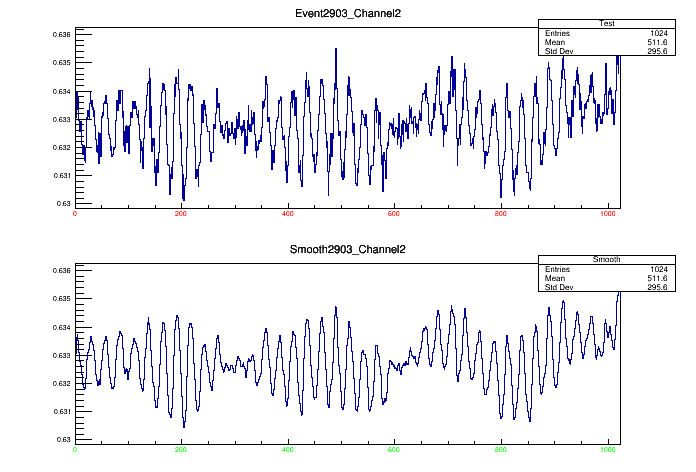 Event2903_Channel2
Test
Entries 1024
Mean 511.6
Std Dev 295.6
0.636
0.635
0.634
0.633
0.632
0.631
0.63
0 200 400 600 800 1000
Smooth2903_Channel2
Smooth
Entries 1024
Mean 511.6
Std Dev 295.6
0.636
0.635
0.634
0.633
0.632
0.631
0.63
0 200 400 600 800 1000